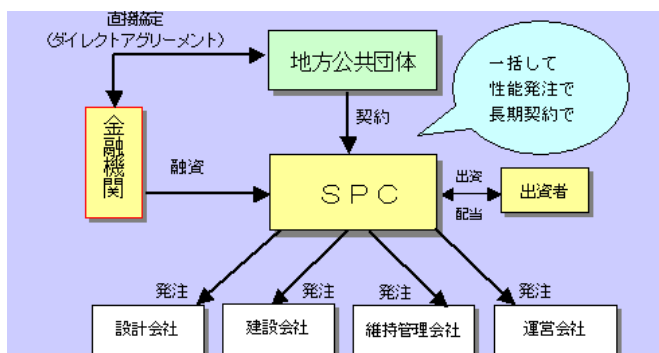 直接協定
(ダイレクトアグリーメント)
地方公共団体
一括して
性能発注で
長期契約で
契約
金融機関
融資
SPC
出資
配当
出資者
発注
発注
発注
発注
設計会社
建設会社
維持管理会社
運営会社